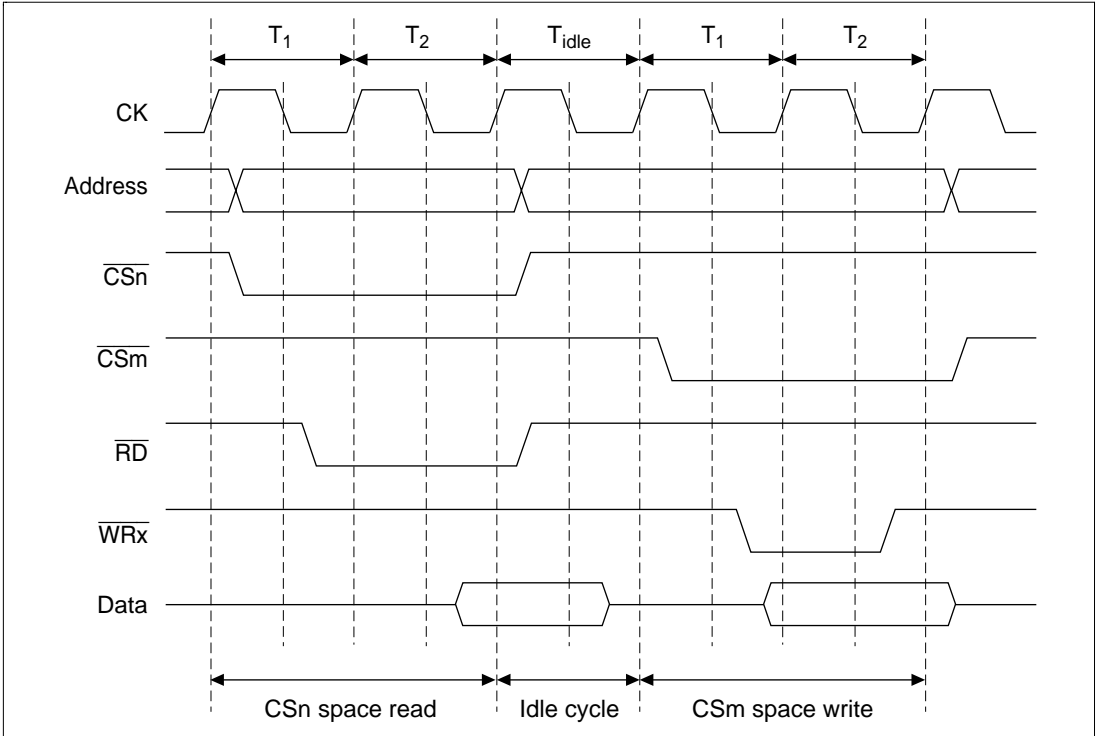 T1 T2 Tidle T1 T2
CK
Address
CSn
CSm
RD
WRx
Data
CSn space read Idle cycle CSm space write